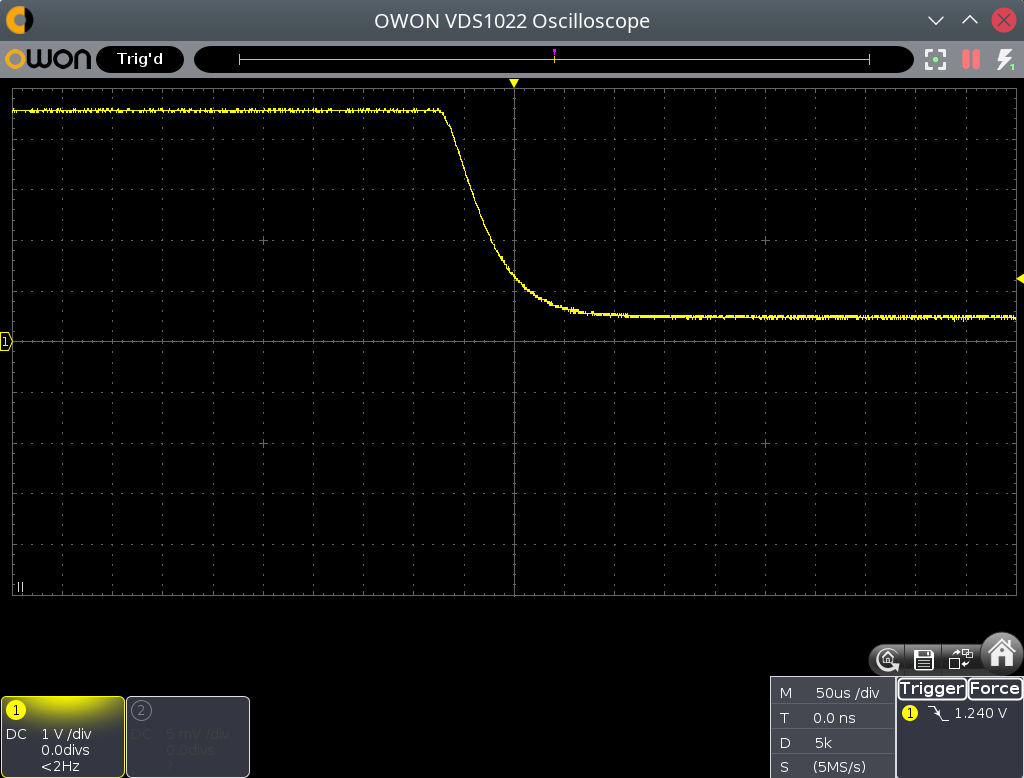 OWON VDS1022 Oscilloscope
OWON
Trig'd
1
1
II
1
DC 1 V /div
0.0divs
<2Hz
2
DC 5 mV /div
0.0divs
M 50us /div
T 0.0 ns
D 5k
S (5MS/s)
Trigger Force
1 1.240 V